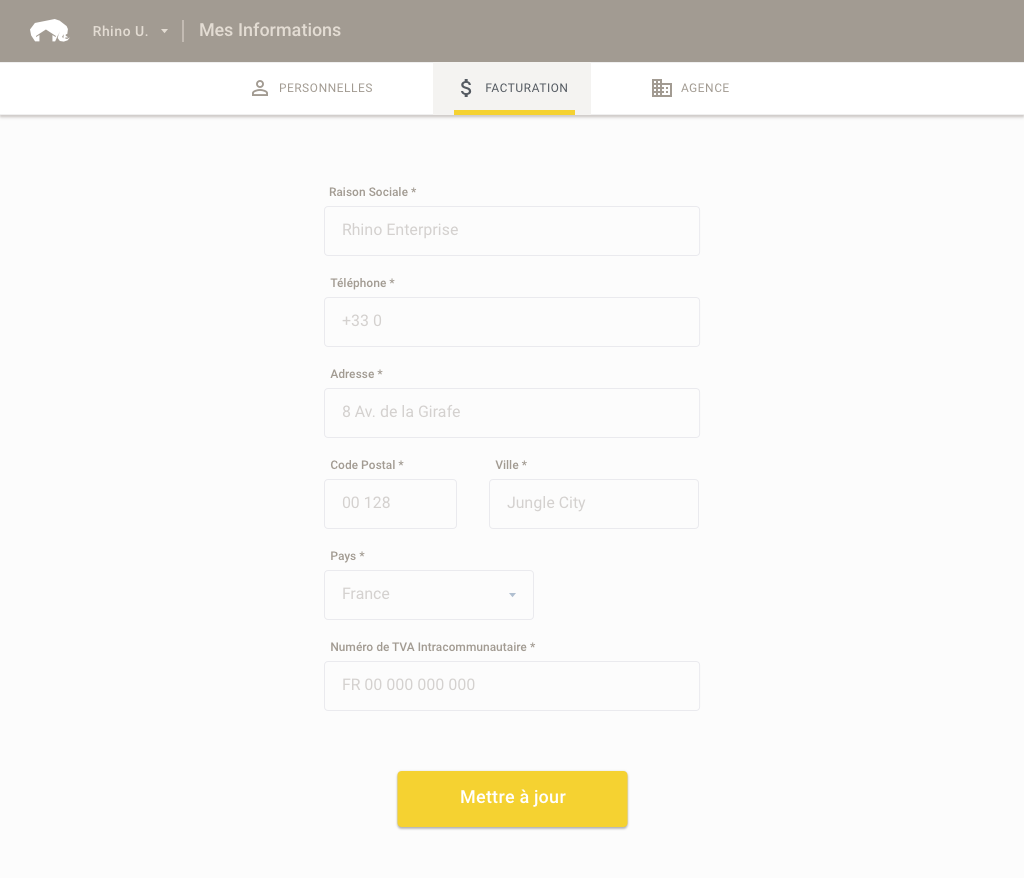 Rhino U. Mes Informations
PERSONNELLES FACTURATION AGENCE
Raison Sociale *
Rhino Enterprise
Téléphone *
+33 0
Adresse *
8 Av. de la Girafe
Code Postal * Ville *
00 128 Jungle City
Pays *
France
Numéro de TVA Intracommunautaire *
FR 00 000 000 000
Mettre à jour